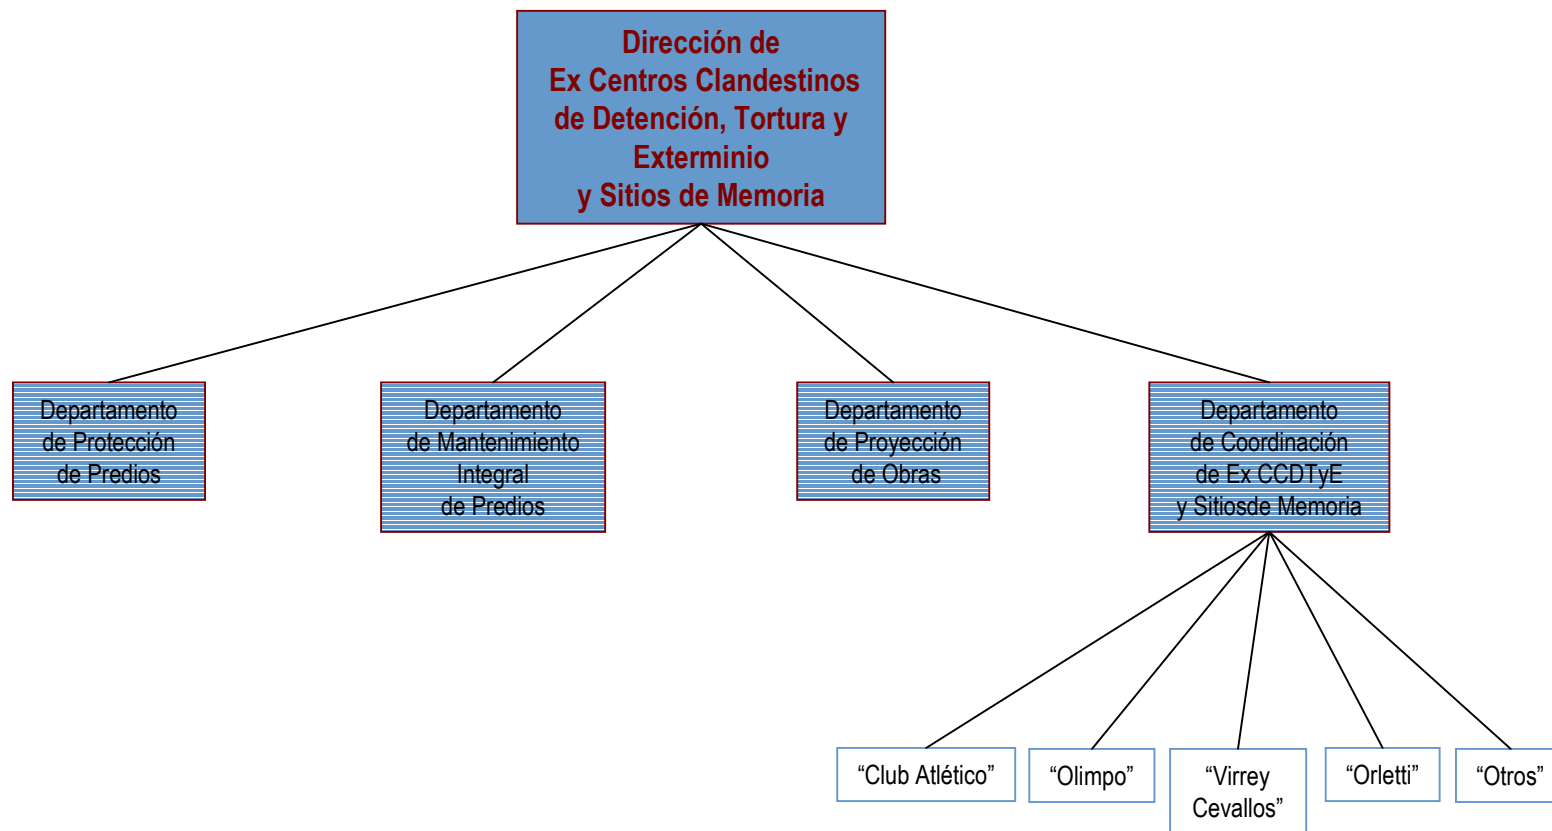 Dirección de
Ex Centros Clandestinos
de Detención, Tortura y
Exterminio
y Sitios de Memoria
Departamento
de Protección
de Predios
Departamento
de Mantenimiento
Integral
de Predios
Departamento
de Proyección
de Obras
Departamento
de Coordinación
de Ex CCDTyE
y Sitiosde Memoria
“Club Atlético”
“Olimpo”
“Virrey
Cevallos”
“Orletti”
“Otros”